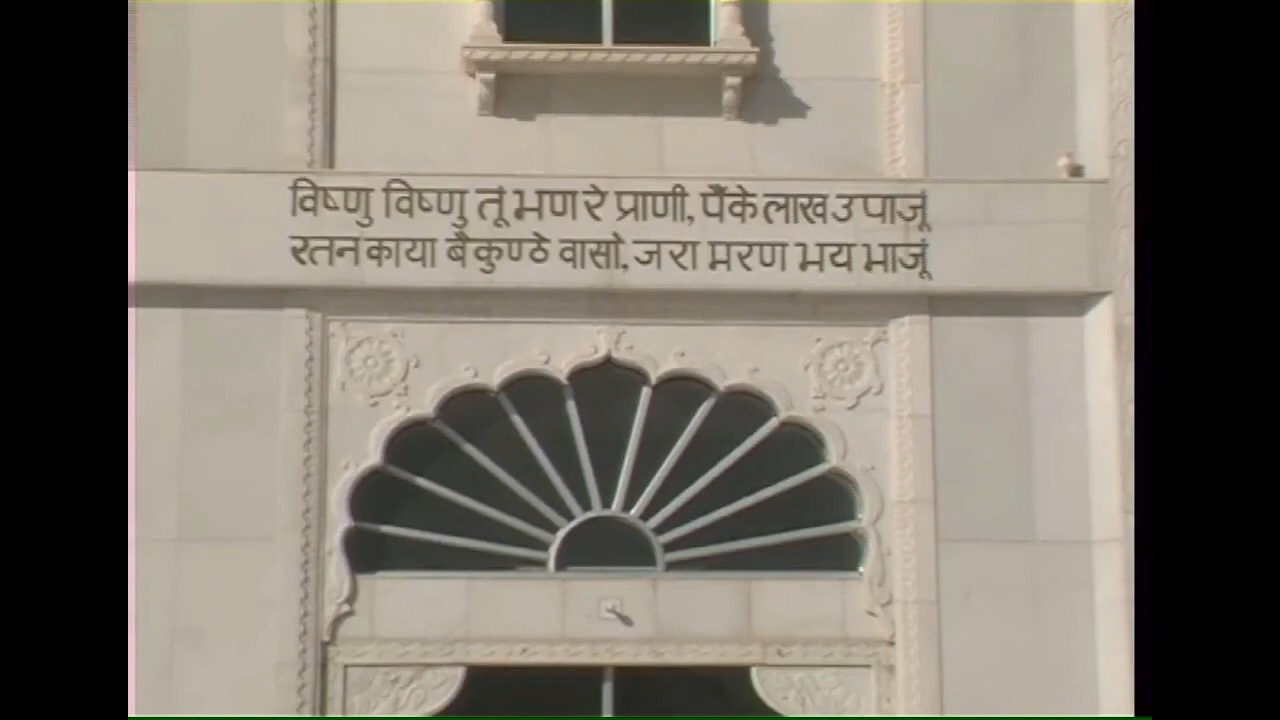 विष्णु विष्णु तूं भण रे प्राणी, पैंके लाख उपाजूं
रतन काया बैकुण्ठे वासो, जरा मरण भय भाजूं